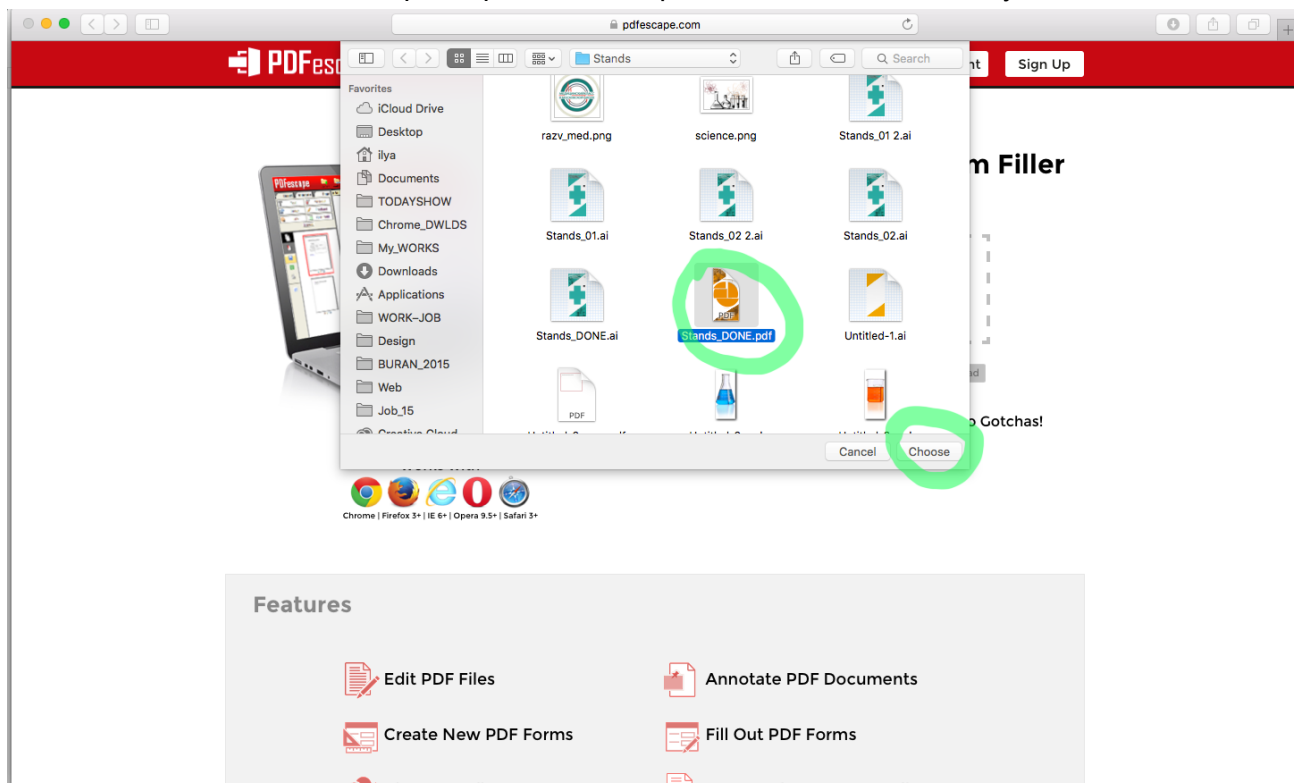 pdfescape.com
PDFesc
Stands
Search
nt
Sign Up
Favorites
iCloud Drive
Desktop
ilya
Documents
TODAYSHOW
Chrome_DWLDS
My_WORKS
Downloads
Applications
WORK–JOB
Design
BURAN_2015
Web
Job_15
Creative Cloud
razv_med.png
science.png
Stands_01 2.ai
Stands_01.ai
Stands_02 2.ai
Stands_02.ai
Stands_DONE.ai
PDF
Stands_DONE.pdf
Untitled-1.ai
PDF
Cancel
Choose
PDFescape
m Filler
ad
o Gotchas!
Chrome | Firefox 3+ | IE 6+ | Opera 9.5+ | Safari 3+
Features
Edit PDF Files
Annotate PDF Documents
Create New PDF Forms
Fill Out PDF Forms